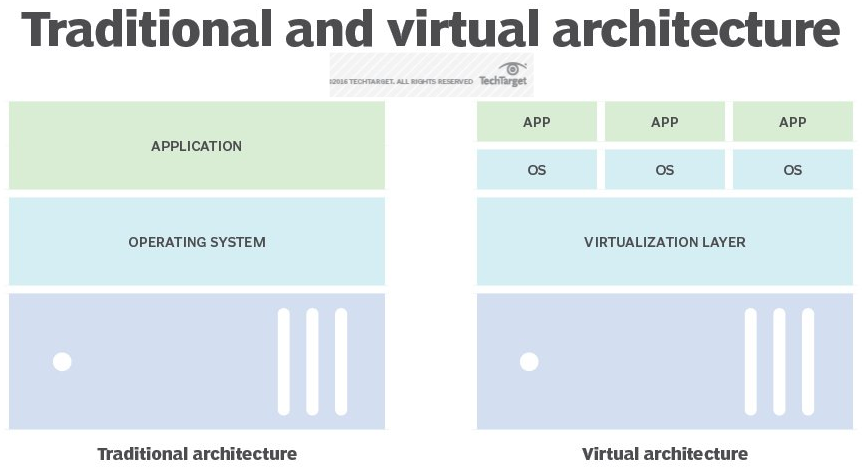 Traditional and virtual architecture
©2016 TECHTARGET. ALL RIGHTS RESERVED TechTarget
APPLICATION
OPERATING SYSTEM
Traditional architecture
APP APP APP
OS OS OS
VIRTUALIZATION LAYER
Virtual architecture